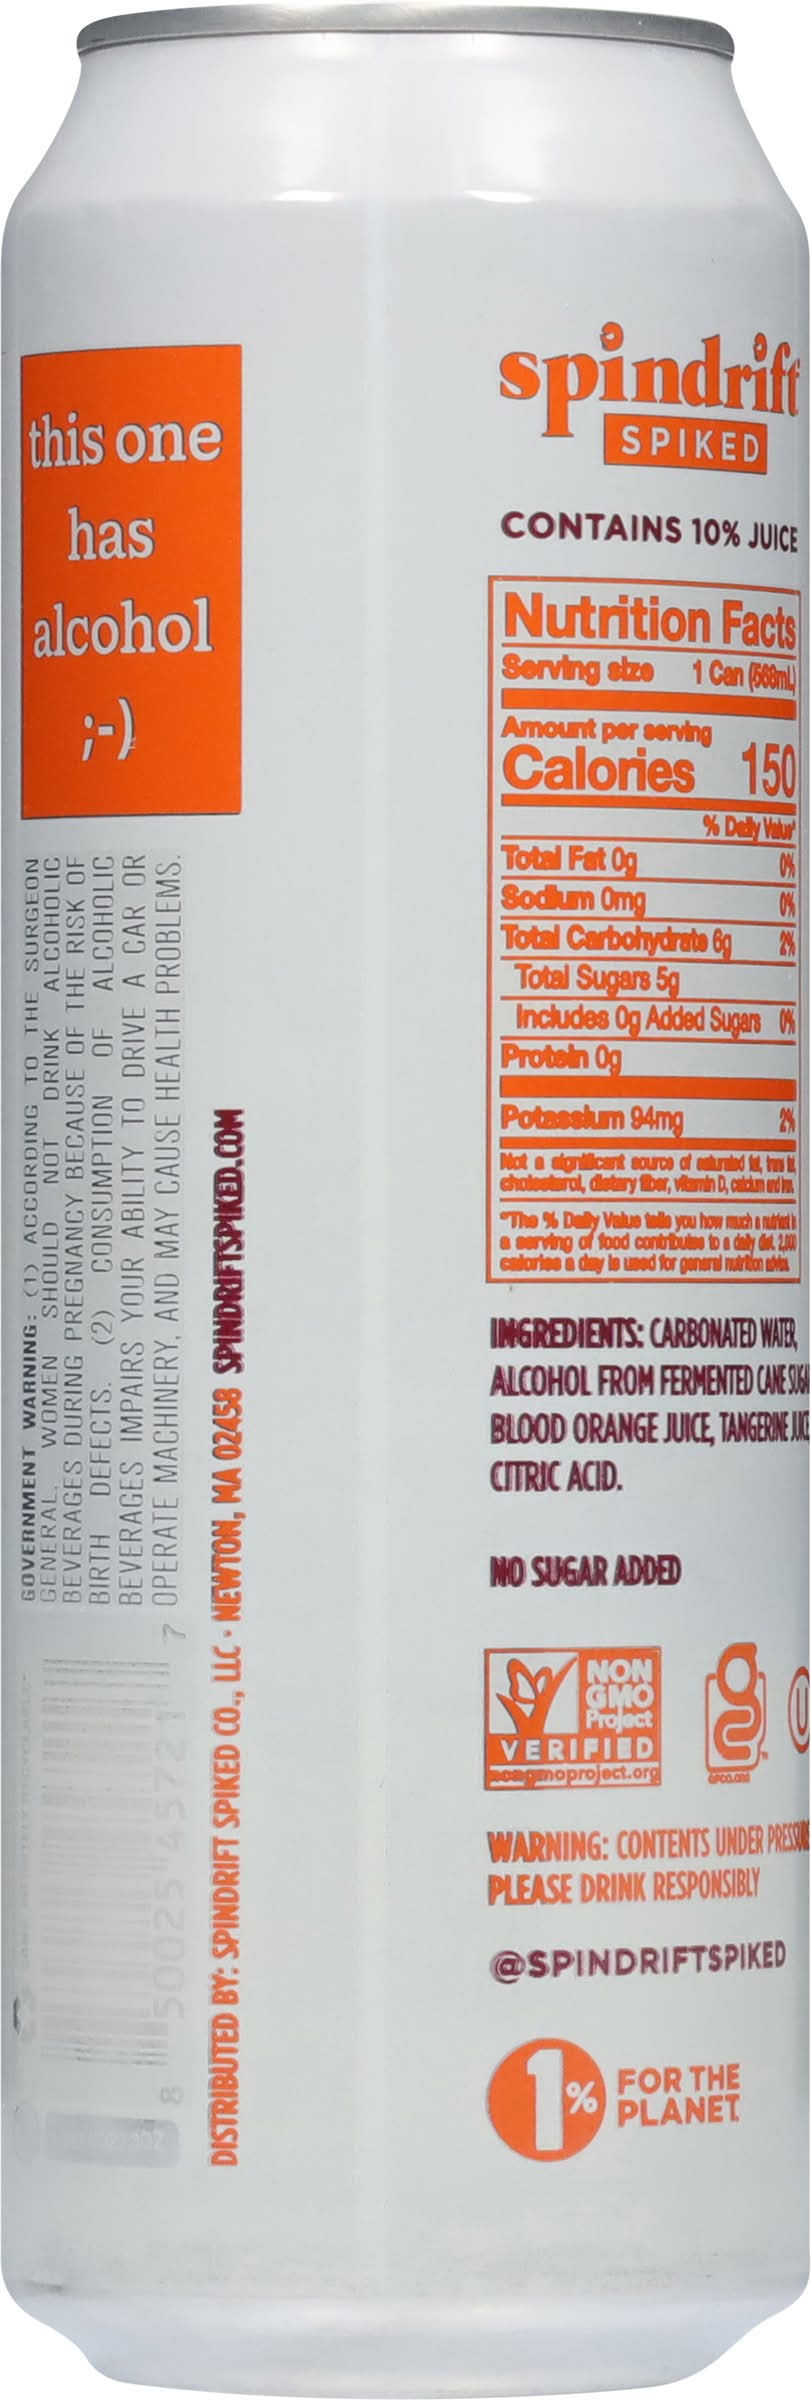 this one
has
alcohol
;-)
GOVERNMENT WARNING: (1) ACCORDING TO THE SURGEON
GENERAL, WOMEN SHOULD NOT DRINK ALCOHOLIC
BEVERAGES DURING PREGNANCY BECAUSE OF THE RISK OF
BIRTH DEFECTS. (2) CONSUMPTION OF ALCOHOLIC
BEVERAGES IMPAIRS YOUR ABILITY TO DRIVE A CAR OR
OPERATE MACHINERY, AND MAY CAUSE HEALTH PROBLEMS.
DISTRIBUTED BY: SPINDRIFT SPIKED CO., LLC · NEWTON, MA 02458 SPINDRIFTSPIKED.COM
8 50025 45721 7
spindrift
SPIKED
CONTAINS 10% JUICE
Nutrition Facts
Serving size 1 Can (568mL)
Amount per serving
Calories 150
% Daily Value*
Total Fat 0g 0%
Sodium 0mg 0%
Total Carbohydrate 6g 2%
Total Sugars 5g
Includes 0g Added Sugars 0%
Protein 0g
Potassium 94mg 2%
Not a significant source of saturated fat, trans fat,
cholesterol, dietary fiber, vitamin D, calcium and iron.
*The % Daily Value tells you how much a nutrient in
a serving of food contributes to a daily diet. 2,000
calories a day is used for general nutrition advice.
INGREDIENTS: CARBONATED WATER,
ALCOHOL FROM FERMENTED CANE SUGA
BLOOD ORANGE JUICE, TANGERINE JUICE
CITRIC ACID.
NO SUGAR ADDED
NON
GMO
Project
VERIFIED
nongmoproject.org
g
GFCO.ORG
U
WARNING: CONTENTS UNDER PRESSURE
PLEASE DRINK RESPONSIBLY
@SPINDRIFTSPIKED
1% FOR THE
PLANET